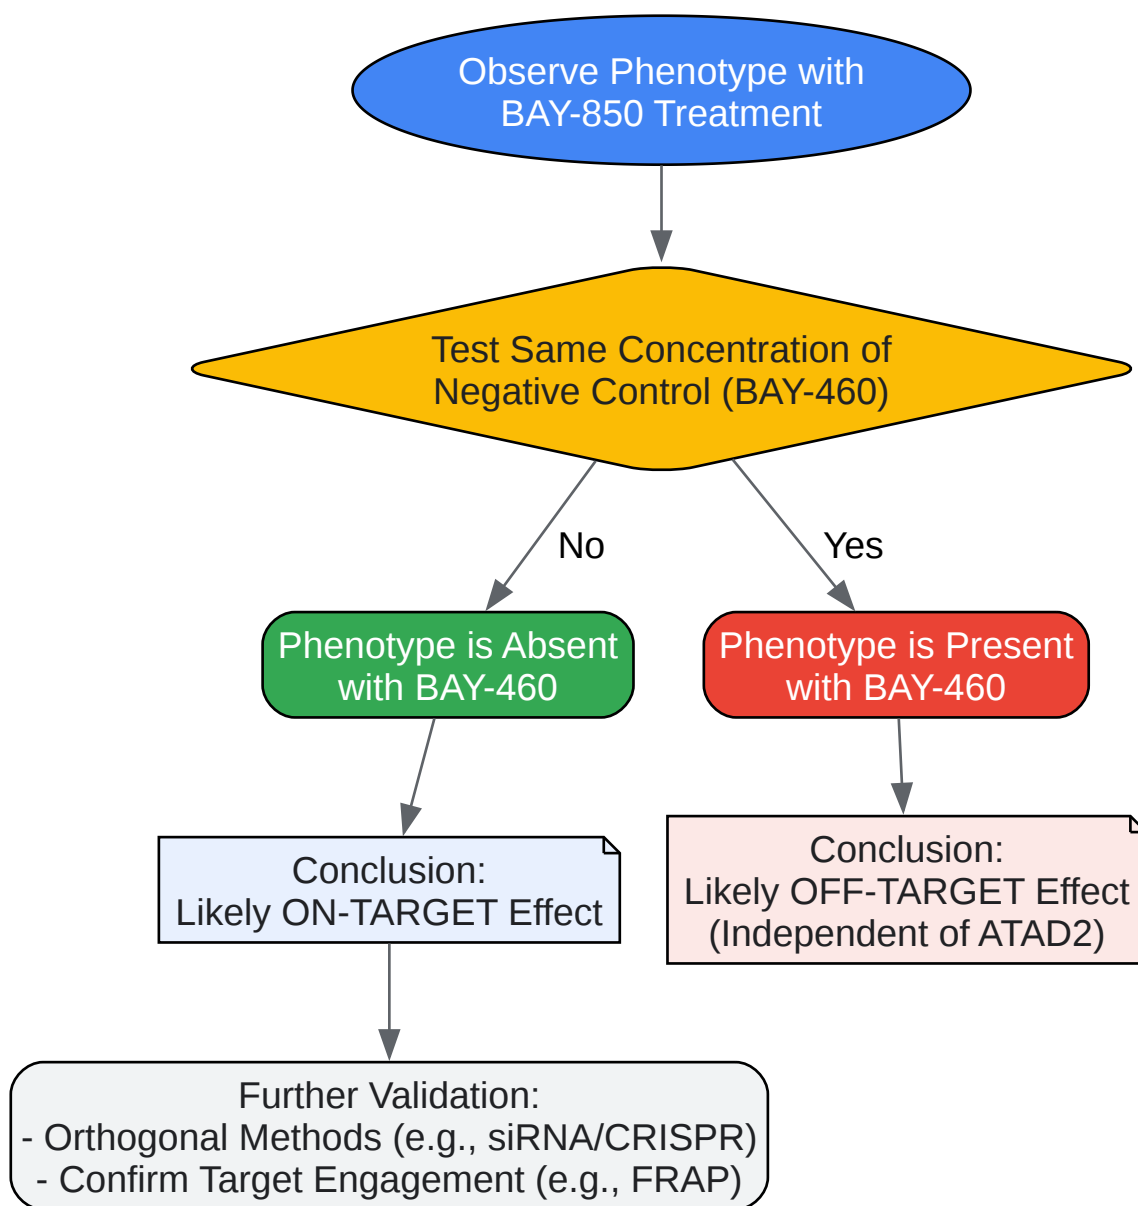 Observe Phenotype with
BAY-850 Treatment
Test Same Concentration of
Negative Control (BAY-460)
No
Yes
Phenotype is Absent
with BAY-460
Phenotype is Present
with BAY-460
Conclusion:
Likely ON-TARGET Effect
Conclusion:
Likely OFF-TARGET Effect
(Independent of ATAD2)
Further Validation:
- Orthogonal Methods (e.g., siRNA/CRISPR)
- Confirm Target Engagement (e.g., FRAP)